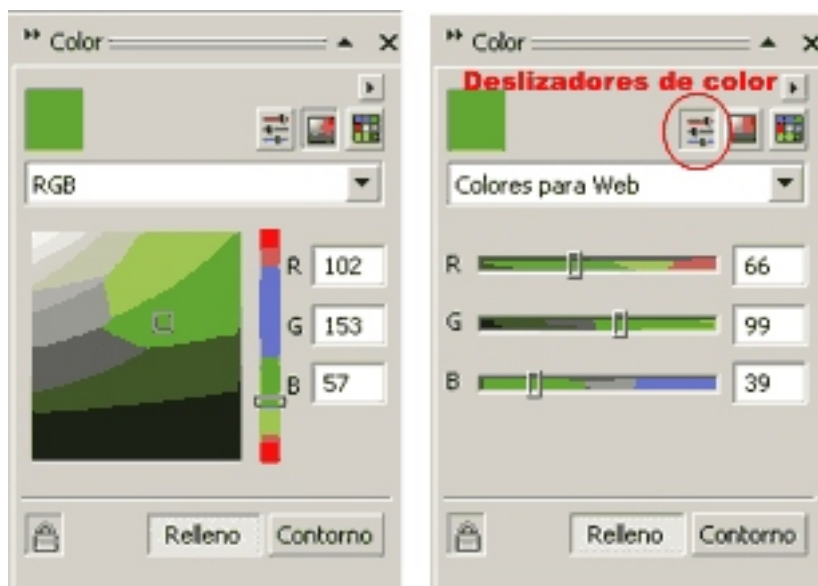 Color
RGB
R 102
G 153
B 57
Relleno Contorno
Color
Deslizadores de color
Colores para Web
R 66
G 99
B 39
Relleno Contorno